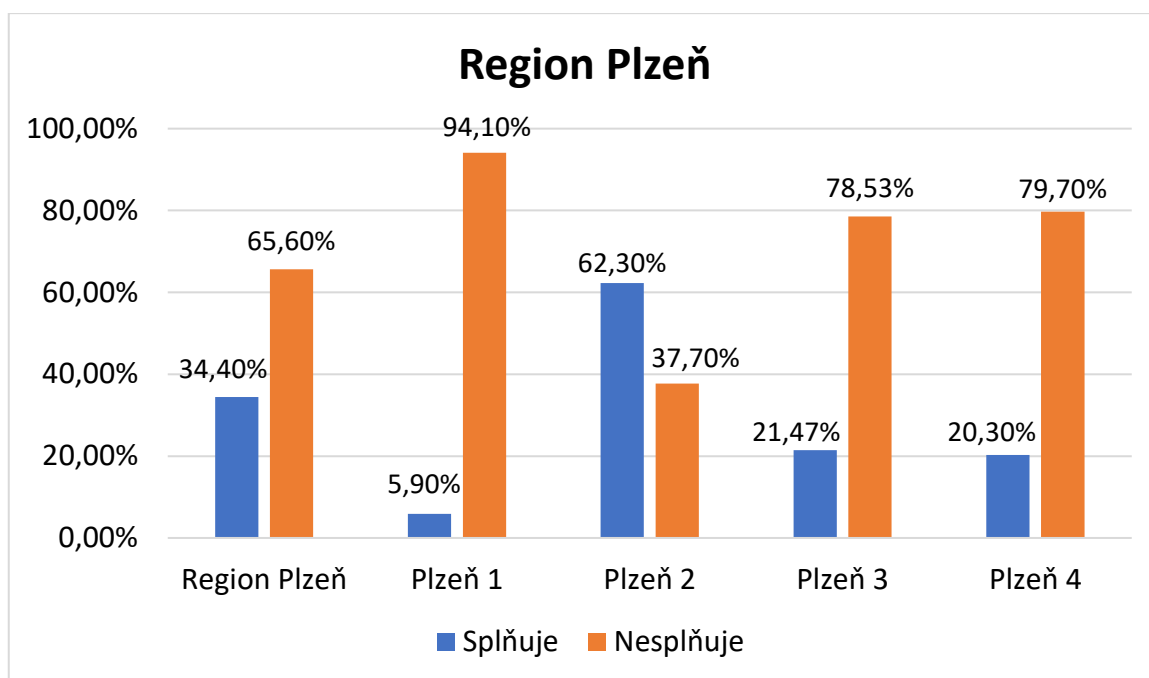 Region Plzeň
100,00%
80,00%
60,00%
40,00%
20,00%
0,00%
34,40%
65,60%
5,90%
94,10%
62,30%
37,70%
21,47%
78,53%
20,30%
79,70%
Region Plzeň
Plzeň 1
Plzeň 2
Plzeň 3
Plzeň 4
Splňuje
Nesplňuje